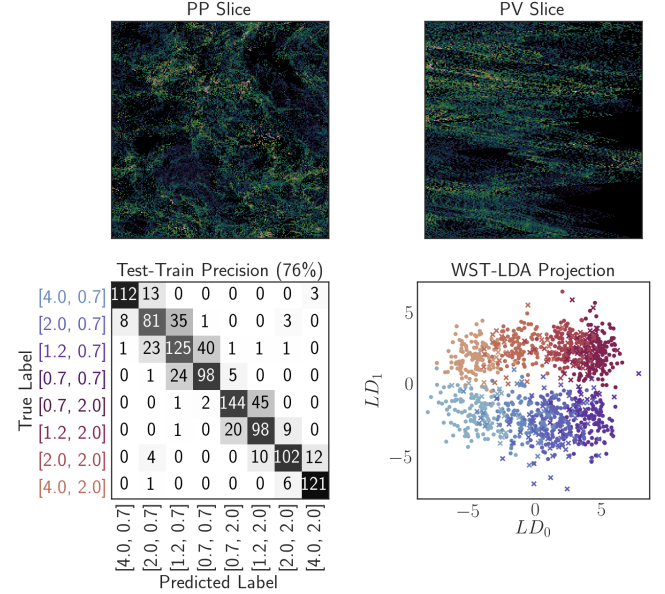 PP Slice
PV Slice
Test-Train Precision (76%)
[4.0, 0.7] 112 13 0 0 0 0 0 3
[2.0, 0.7] 8 81 35 1 0 0 3 0
[1.2, 0.7] 1 23 125 40 1 1 1 0
[0.7, 0.7] 0 1 24 98 5 0 0 0
[0.7, 2.0] 0 0 1 2 144 45 0 0
[1.2, 2.0] 0 0 1 0 20 98 9 0
[2.0, 2.0] 0 4 0 0 0 10 102 12
[4.0, 2.0] 0 1 0 0 0 0 6 121
True Label
[4.0, 0.7]
[2.0, 0.7]
[1.2, 0.7]
[0.7, 0.7]
[0.7, 2.0]
[1.2, 2.0]
[2.0, 2.0]
[4.0, 2.0]
Predicted Label
WST-LDA Projection
5
0
−5
LD1
−5 0 5
LD0